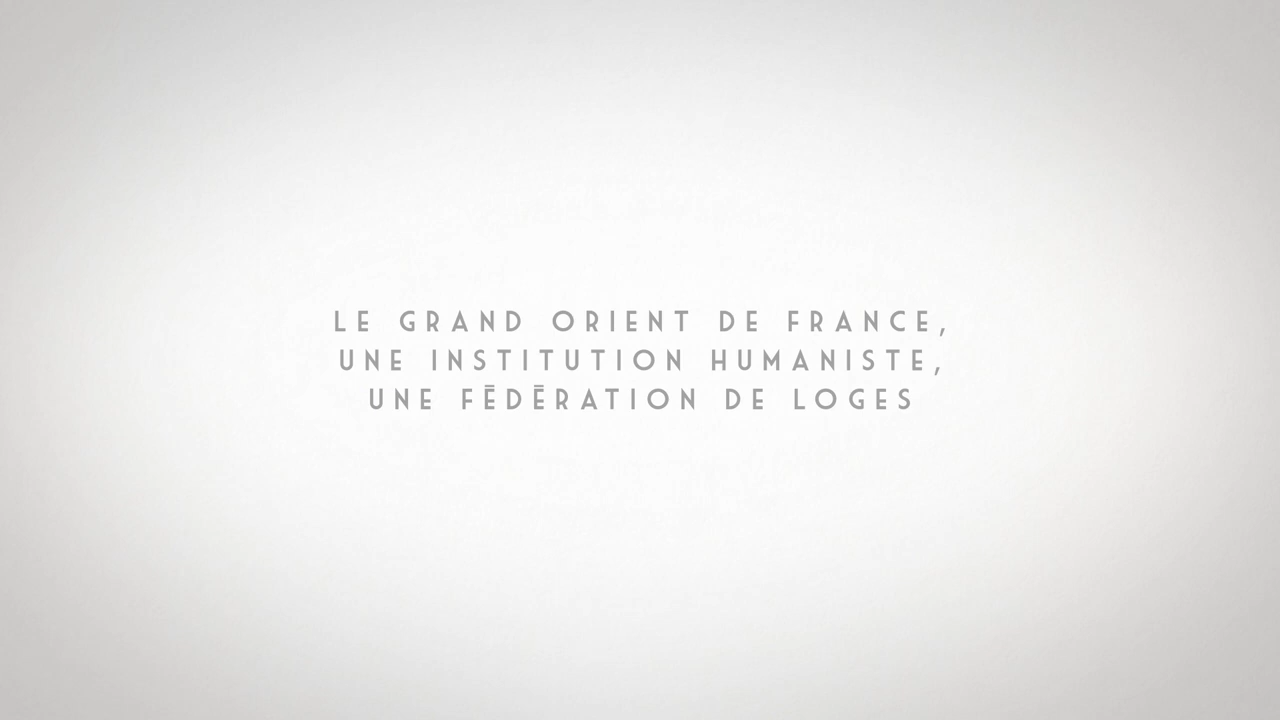 LE GRAND ORIENT DE FRANCE,
UNE INSTITUTION HUMANISTE,
UNE FĒDĒRATION DE LOGES